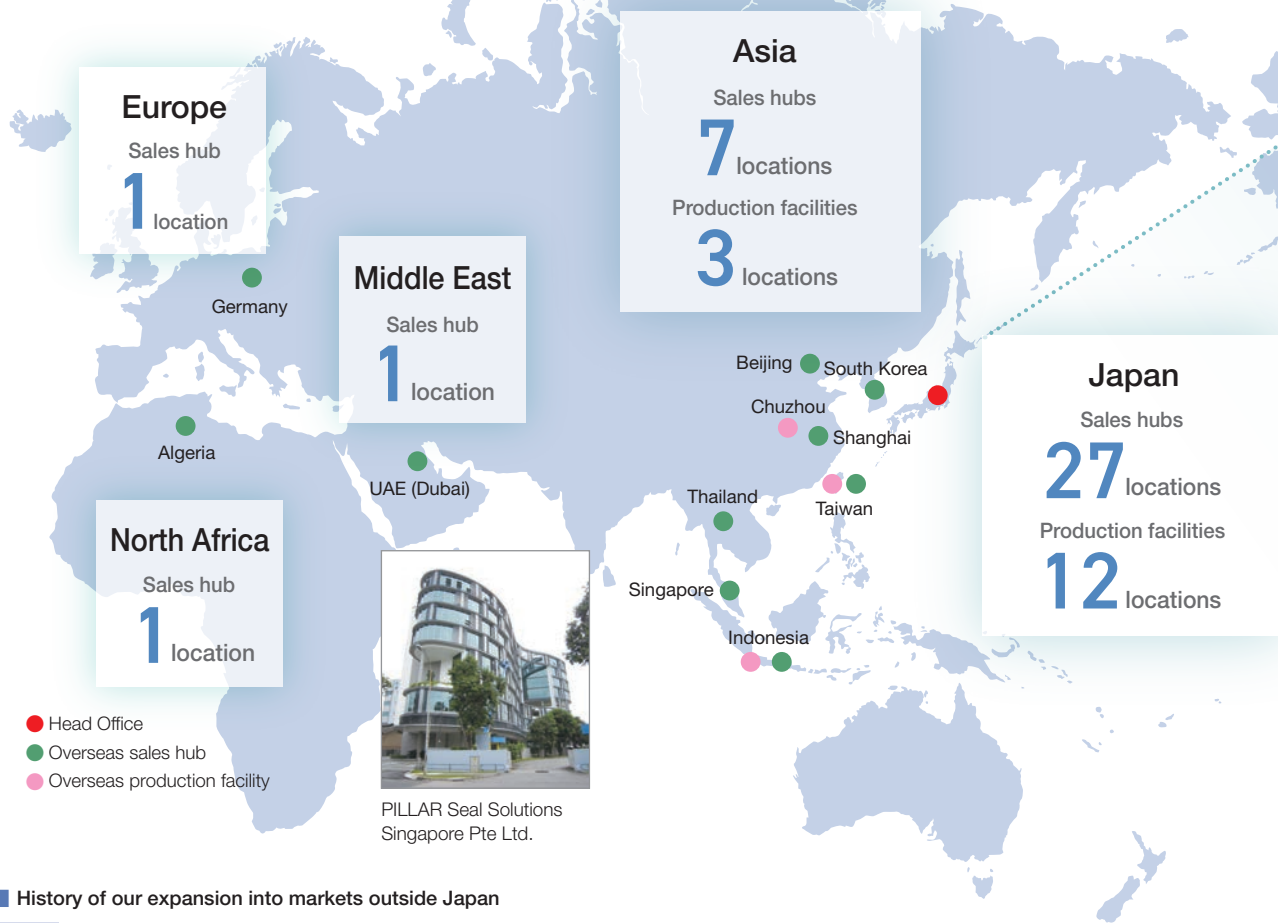 Europe
Sales hub
1 location
Germany
Middle East
Sales hub
1 location
Asia
Sales hubs
7 locations
Production facilities
3 locations
Beijing
South Korea
Chuzhou
Shanghai
Taiwan
Thailand
Singapore
Indonesia
Japan
Sales hubs
27 locations
Production facilities
12 locations
Algeria
UAE (Dubai)
North Africa
Sales hub
1 location
Head Office
Overseas sales hub
Overseas production facility
PILLAR Seal Solutions
Singapore Pte Ltd.
History of our expansion into markets outside Japan